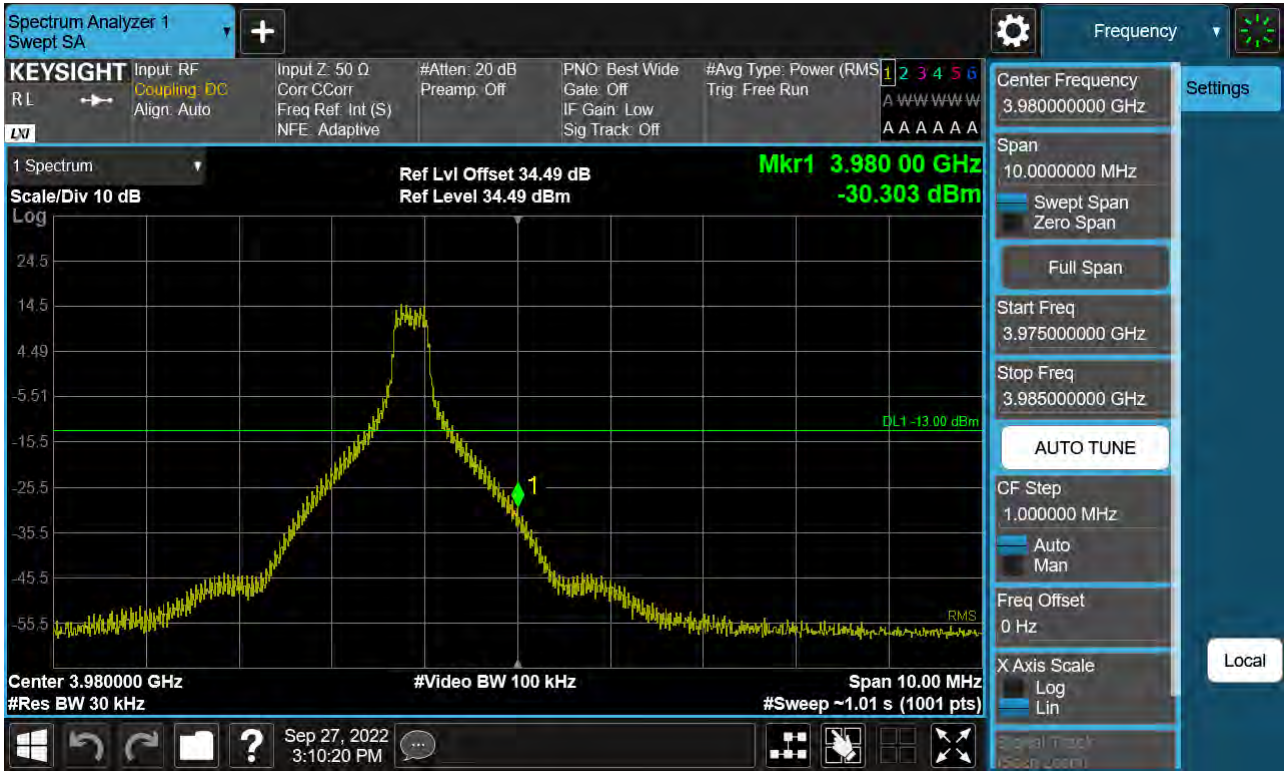 Spectrum Analyzer 1
Swept SA
Frequency
KEYSIGHT
RL
LXI
Input: RF
Coupling: DC
Align: Auto
Input Z: 50 Ω
Corr CCorr
Freq Ref: Int (S)
NFE: Adaptive
#Atten: 20 dB
Preamp: Off
PNO: Best Wide
Gate: Off
IF Gain: Low
Sig Track: Off
#Avg Type: Power (RMS
Trig: Free Run
1 2 3 4 5 6
A W W W W W
A A A A A A
1 Spectrum
Scale/Div 10 dB
Log
Ref Lvl Offset 34.49 dB
Ref Level 34.49 dBm
Mkr1 3.980 00 GHz
-30.303 dBm
24.5
14.5
4.49
-5.51
-15.5
-25.5
-35.5
-45.5
-55.5
DL1 -13.00 dBm
1
RMS
Center 3.980000 GHz
#Res BW 30 kHz
#Video BW 100 kHz
Span 10.00 MHz
#Sweep ~1.01 s (1001 pts)
Center Frequency
3.980000000 GHz
Settings
Span
10.0000000 MHz
Swept Span
Zero Span
Full Span
Start Freq
3.975000000 GHz
Stop Freq
3.985000000 GHz
AUTO TUNE
CF Step
1.000000 MHz
Auto
Man
Freq Offset
0 Hz
X Axis Scale
Log
Lin
Local
Signal Track
(Span Zoom)
?
Sep 27, 2022
3:10:20 PM